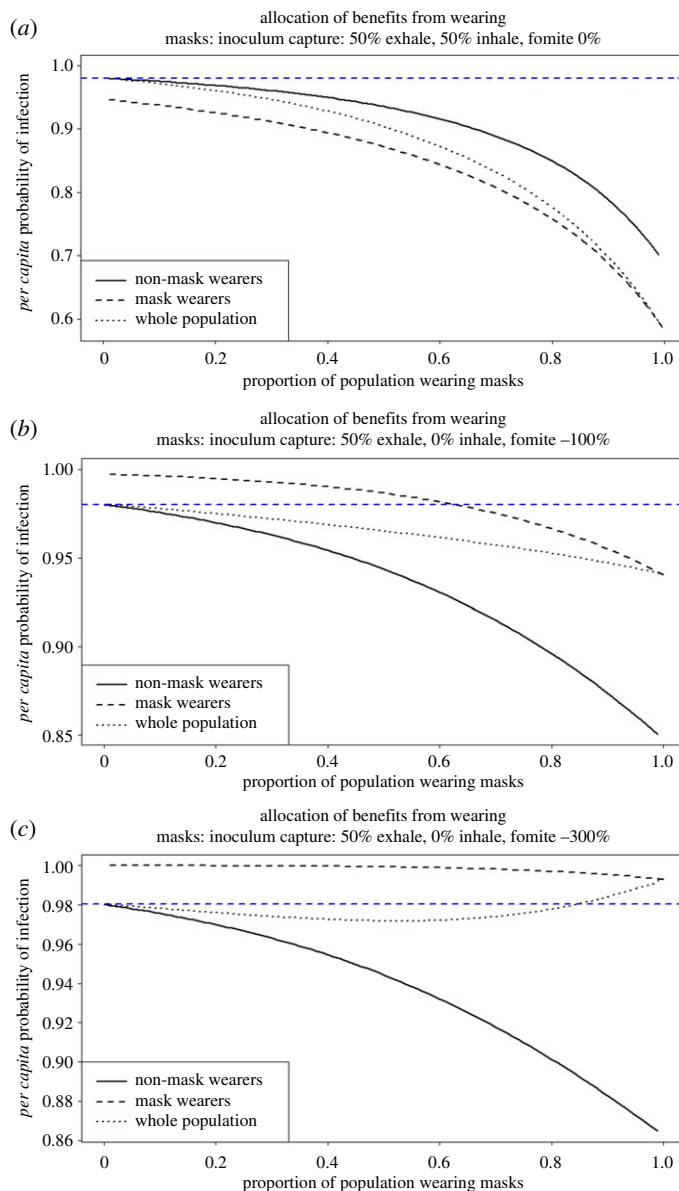 (a)
allocation of benefits from wearing
masks: inoculum capture: 50% exhale, 50% inhale, fomite 0%
per capita probability of infection
1.0
0.9
0.8
0.7
0.6
non-mask wearers
mask wearers
whole population
0 0.2 0.4 0.6 0.8 1.0
proportion of population wearing masks
(b)
allocation of benefits from wearing
masks: inoculum capture: 50% exhale, 0% inhale, fomite –100%
per capita probability of infection
1.00
0.95
0.90
0.85
non-mask wearers
mask wearers
whole population
0 0.2 0.4 0.6 0.8 1.0
proportion of population wearing masks
(c)
allocation of benefits from wearing
masks: inoculum capture: 50% exhale, 0% inhale, fomite –300%
per capita probability of infection
1.00
0.98
0.96
0.94
0.92
0.90
0.88
0.86
non-mask wearers
mask wearers
whole population
0 0.2 0.4 0.6 0.8 1.0
proportion of population wearing masks